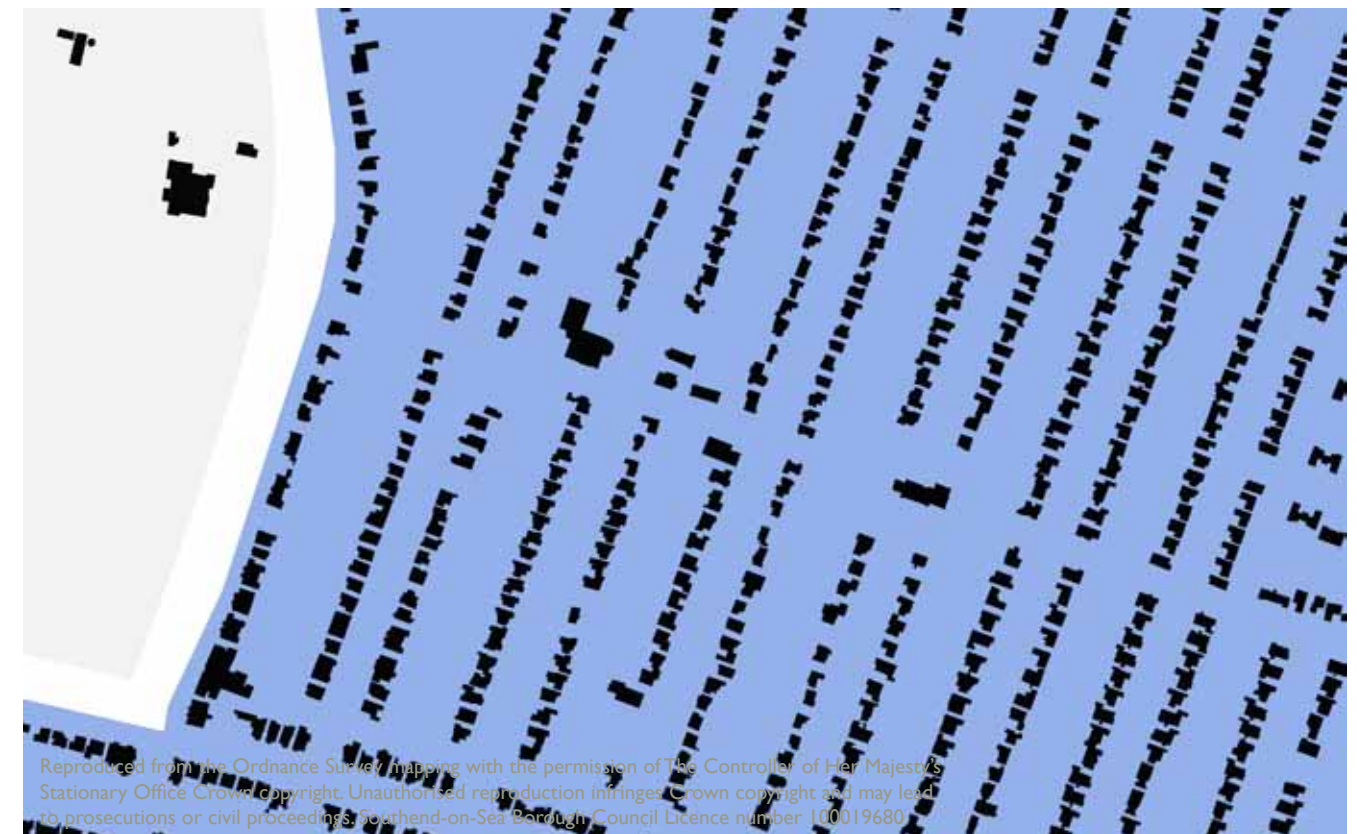 Reproduced from the Ordnance Survey mapping with the permission of The Controller of Her Majesty's
Stationary Office Crown copyright. Unauthorised reproduction infringes Crown copyright and may lead
to prosecutions or civil proceedings. Southend-on-Sea Borough Council Licence number 100019680